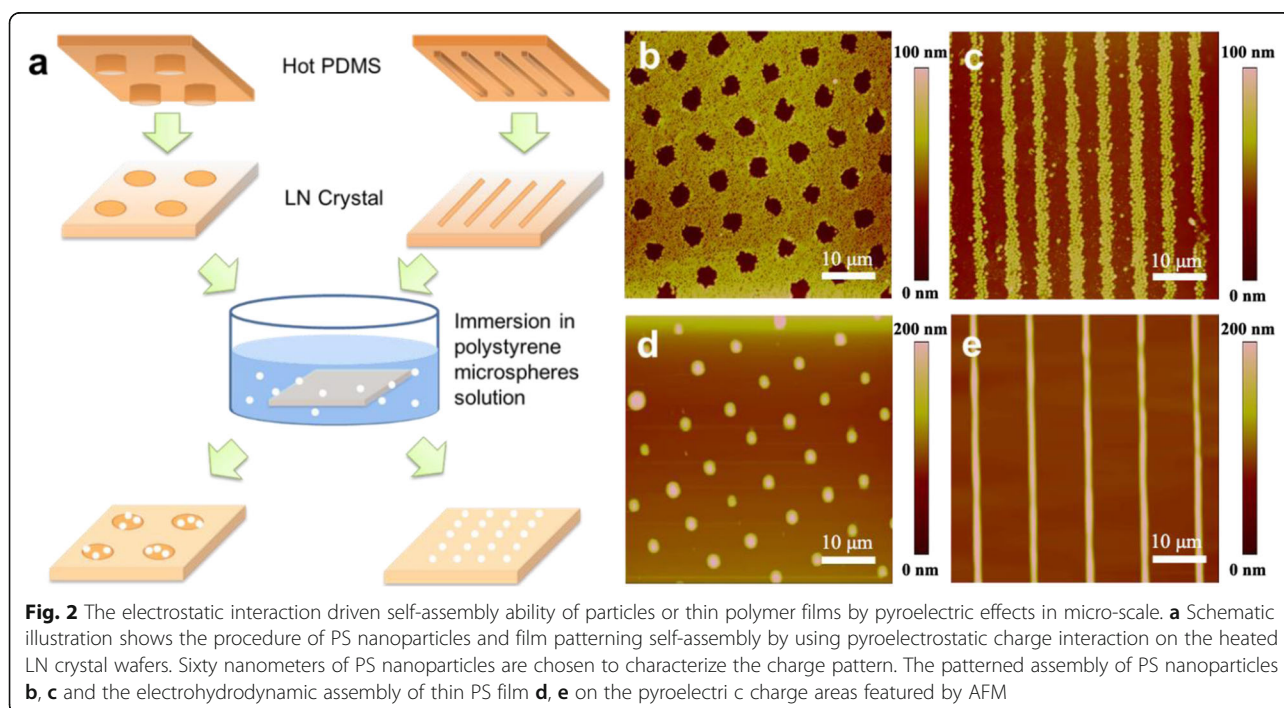 a
Hot PDMS
LN Crystal
Immersion in
polystyrene
microspheres
solution
b
10 μm
100 nm
0 nm
c
10 μm
100 nm
0 nm
d
10 μm
200 nm
0 nm
e
10 μm
200 nm
0 nm
Fig. 2 The electrostatic interaction driven self-assembly ability of particles or thin polymer films by pyroelectric effects in micro-scale. a Schematic
illustration shows the procedure of PS nanoparticles and film patterning self-assembly by using pyroelectrostatic charge interaction on the heated
LN crystal wafers. Sixty nanometers of PS nanoparticles are chosen to characterize the charge pattern. The patterned assembly of PS nanoparticles
b, c and the electrohydrodynamic assembly of thin PS film d, e on the pyroelectri c charge areas featured by AFM